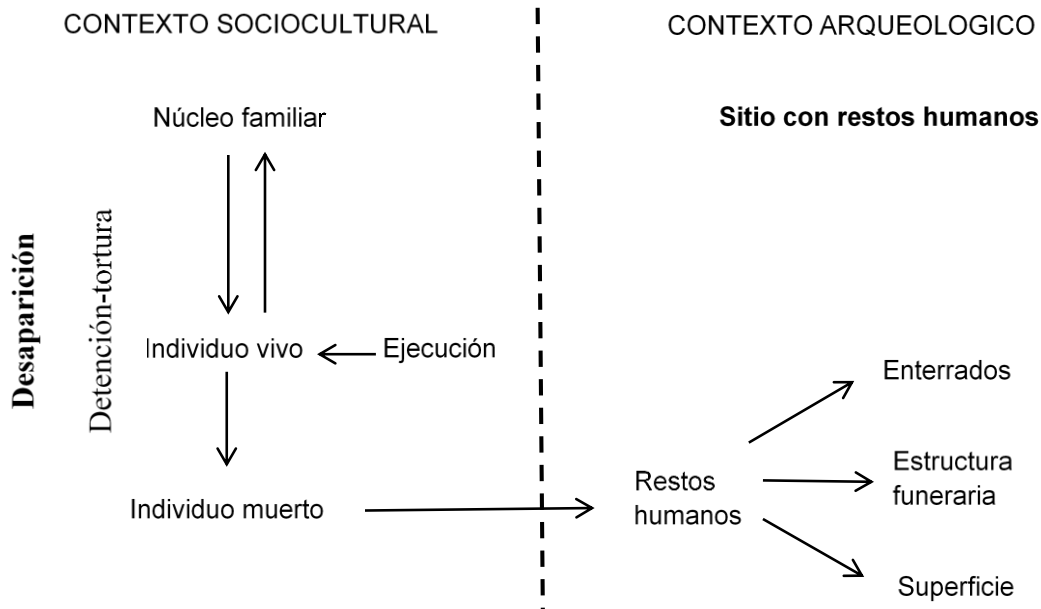 CONTEXTO SOCIOCULTURAL
CONTEXTO ARQUEOLOGICO
Núcleo familiar
Sitio con restos humanos
Desaparición
Detención-tortura
Individuo vivo
Ejecución
Individuo muerto
Restos
humanos
Enterrados
Estructura
funeraria
Superficie